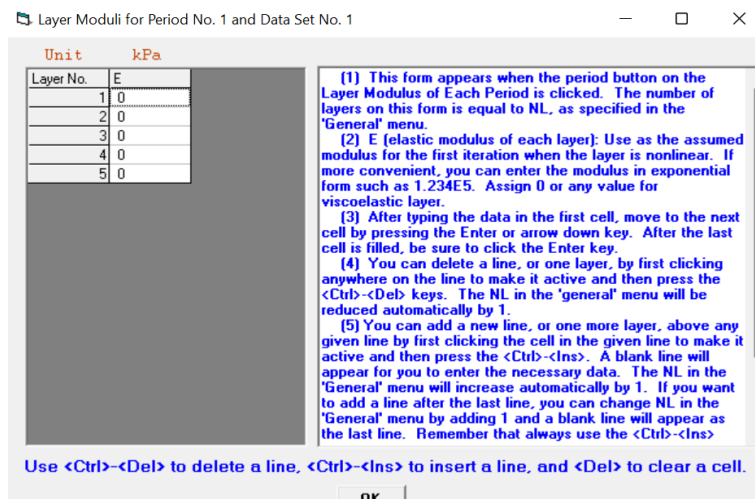 Layer Moduli for Period No. 1 and Data Set No. 1
Unit kPa
Layer No. E
1 0
2 0
3 0
4 0
5 0
(1) This form appears when the period button on the
Layer Modulus of Each Period is clicked. The number of
layers on this form is equal to NL, as specified in the
'General' menu.
(2) E (elastic modulus of each layer): Use as the assumed
modulus for the first iteration when the layer is nonlinear. If
more convenient, you can enter the modulus in exponential
form such as 1.234E5. Assign 0 or any value for
viscoelastic layer.
(3) After typing the data in the first cell, move to the next
cell by pressing the Enter or arrow down key. After the last
cell is filled, be sure to click the Enter key.
(4) You can delete a line, or one layer, by first clicking
anywhere on the line to make it active and then press the
<Ctrl>-<Del> keys. The NL in the 'general' menu will be
reduced automatically by 1.
(5) You can add a new line, or one more layer, above any
given line by first clicking the cell in the given line to make it
active and then press the <Ctrl>-<Ins>. A blank line will
appear for you to enter the necessary data. The NL in the
'General' menu will increase automatically by 1. If you want
to add a line after the last line, you can change NL in the
'General' menu by adding 1 and a blank line will appear as
the last line. Remember that always use the <Ctrl>-<Ins>
Use <Ctrl>-<Del> to delete a line, <Ctrl>-<Ins> to insert a line, and <Del> to clear a cell.
OK